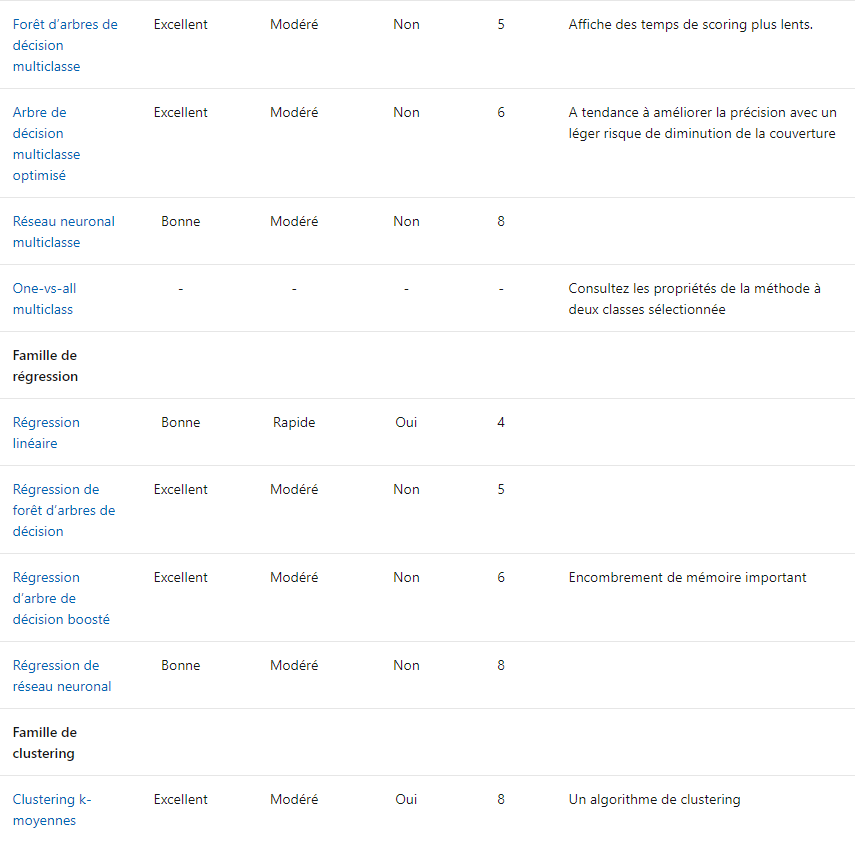 Forêt d’arbres de Excellent Modéré Non 5 Affiche des temps de scoring plus lents.
décision
multiclasse
Arbre de Excellent Modéré Non 6 A tendance à améliorer la précision avec un
décision léger risque de diminution de la couverture
multiclasse
optimisé
Réseau neuronal Bonne Modéré Non 8
multiclasse
One-vs-all - - - - Consultez les propriétés de la méthode à
multiclass deux classes sélectionnée
Famille de
régression
Régression Bonne Rapide Oui 4
linéaire
Régression de Excellent Modéré Non 5
forêt d’arbres de
décision
Régression Excellent Modéré Non 6 Encombrement de mémoire important
d’arbre de
décision boosté
Régression de Bonne Modéré Non 8
réseau neuronal
Famille de
clustering
Clustering k- Excellent Modéré Oui 8 Un algorithme de clustering
moyennes